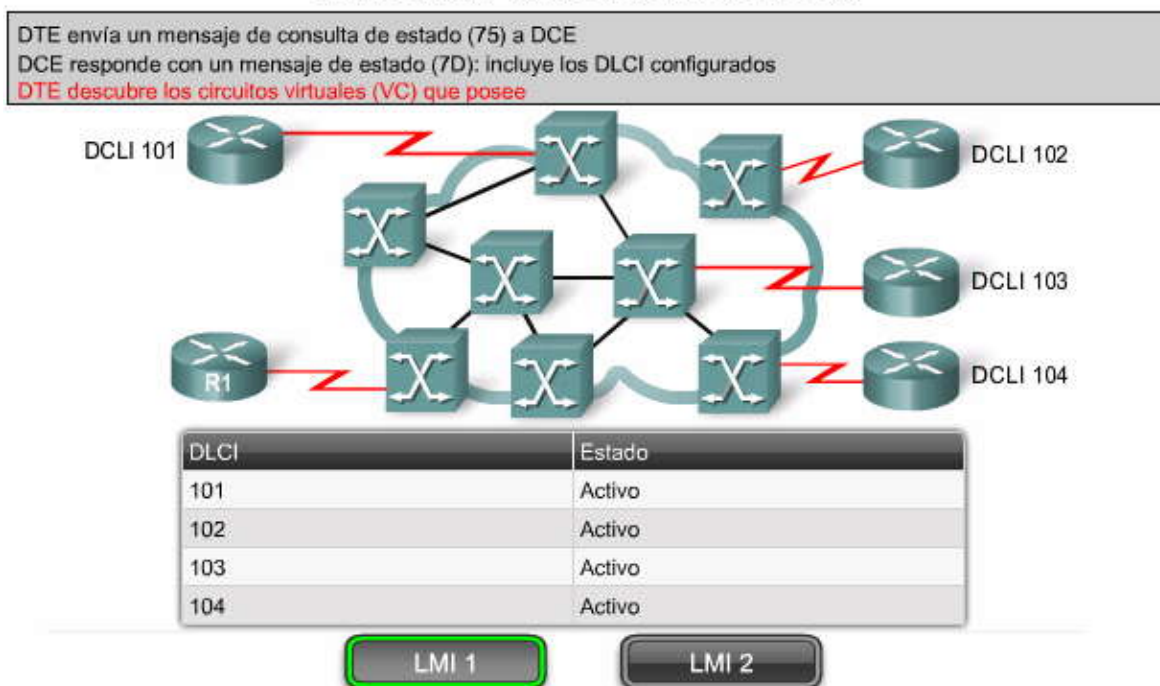 DTE envía un mensaje de consulta de estado (75) a DCE
DCE responde con un mensaje de estado (7D): incluye los DLCI configurados
DTE descubre los circuitos virtuales (VC) que posee
DCLI 101
DCLI 102
DCLI 103
R1
DCLI 104
DLCI Estado
101 Activo
102 Activo
103 Activo
104 Activo
LMI 1 LMI 2